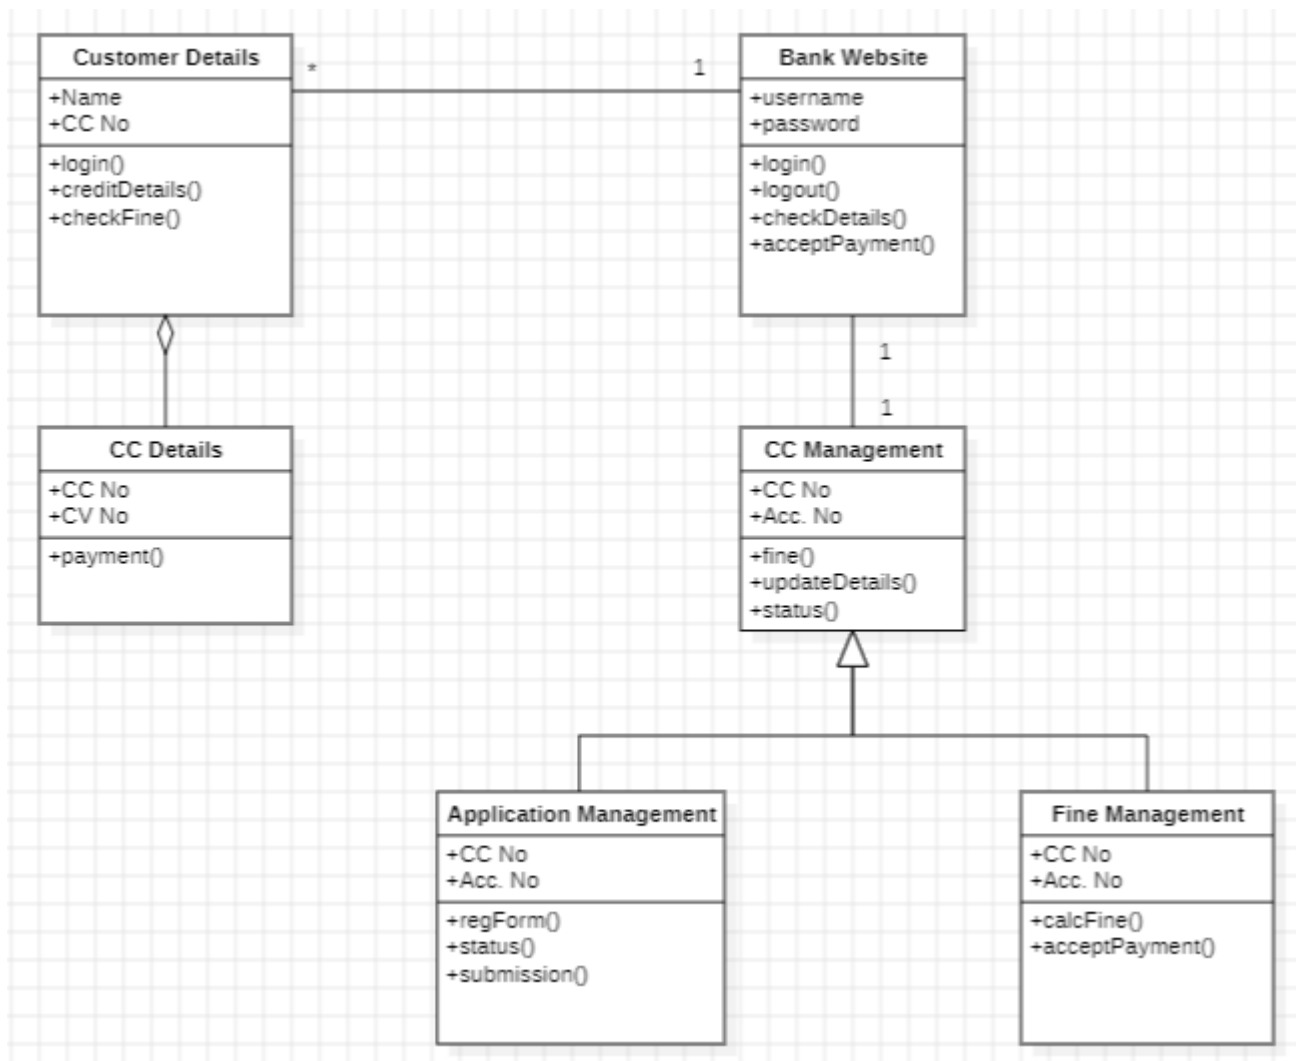 Customer Details
+Name
+CC No
+login()
+creditDetails()
+checkFine()
*
1
Bank Website
+username
+password
+login()
+logout()
+checkDetails()
+acceptPayment()
1
1
CC Details
+CC No
+CV No
+payment()
CC Management
+CC No
+Acc. No
+fine()
+updateDetails()
+status()
Application Management
+CC No
+Acc. No
+regForm()
+status()
+submission()
Fine Management
+CC No
+Acc. No
+calcFine()
+acceptPayment()